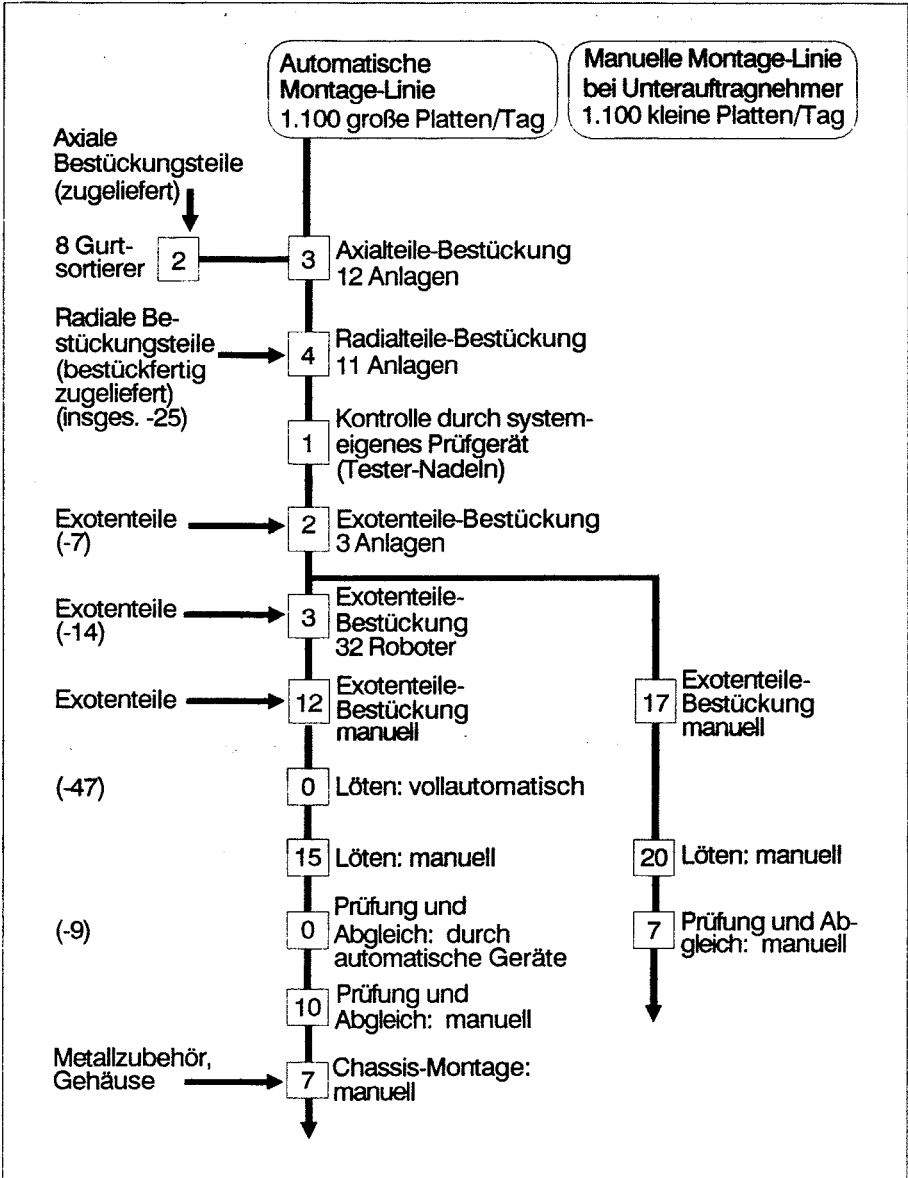 Automatische
Montage-Linie
1.100 große Platten/Tag
Manuelle Montage-Linie
bei Unterauftragnehmer
1.100 kleine Platten/Tag
Axiale
Bestückungsteile
(zugeliefert)
8 Gurt-
sortierer
2
3
Axialteile-Bestückung
12 Anlagen
Radiale Be-
stückungsteile
(bestückfertig
zugeliefert)
(insges. -25)
4
Radialteile-Bestückung
11 Anlagen
1
Kontrolle durch system-
eigenes Prüfgerät
(Tester-Nadeln)
Exotenteile
(-7)
2
Exotenteile-Bestückung
3 Anlagen
Exotenteile
(-14)
3
Exotenteile-
Bestückung
32 Roboter
Exotenteile
12
Exotenteile-
Bestückung
manuell
17
Exotenteile-
Bestückung
manuell
(-47)
0
Löten: vollautomatisch
15
Löten: manuell
20
Löten: manuell
(-9)
0
Prüfung und
Abgleich: durch
automatische Geräte
7
Prüfung und Ab-
gleich: manuell
10
Prüfung und
Abgleich: manuell
Metallzubehör,
Gehäuse
7
Chassis-Montage:
manuell